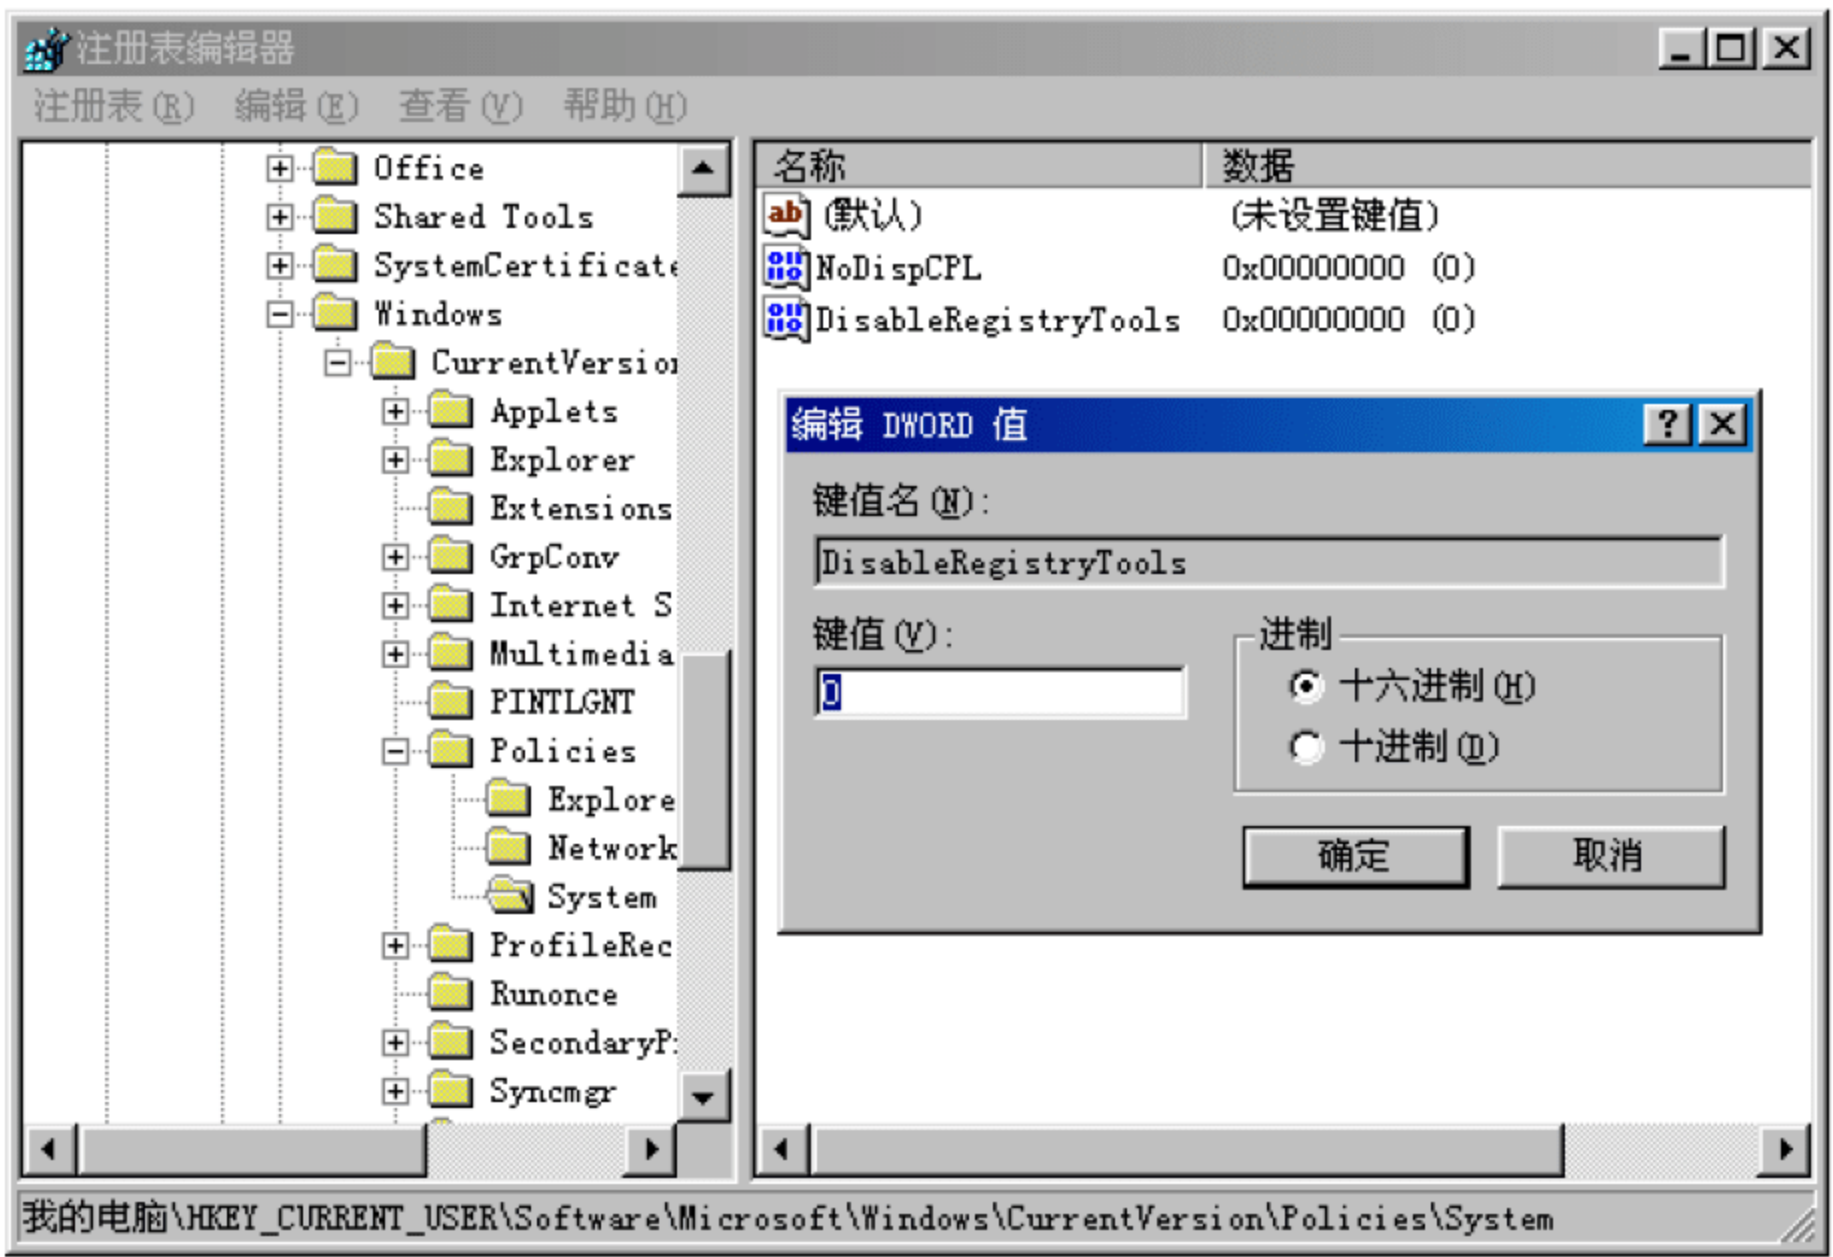 注册表编辑器
注册表(R) 编辑(E) 查看(V) 帮助(H)
Office
Shared Tools
SystemCertificate
Windows
CurrentVersion
Applets
Explorer
Extensions
GrpConv
Internet S
Multimedia
PINTLGNT
Policies
Explore
Network
System
ProfileRec
Runonce
SecondaryP
Syncmgr
名称 数据
ab (默认) (未设置键值)
NoDispCPL 0x00000000 (0)
DisableRegistryTools 0x00000000 (0)
编辑 DWORD 值
键值名(N):
DisableRegistryTools
键值(V):
0
进制
十六进制(H)
十进制(D)
确定 取消
我的电脑\HKEY_CURRENT_USER\Software\Microsoft\Windows\CurrentVersion\Policies\System